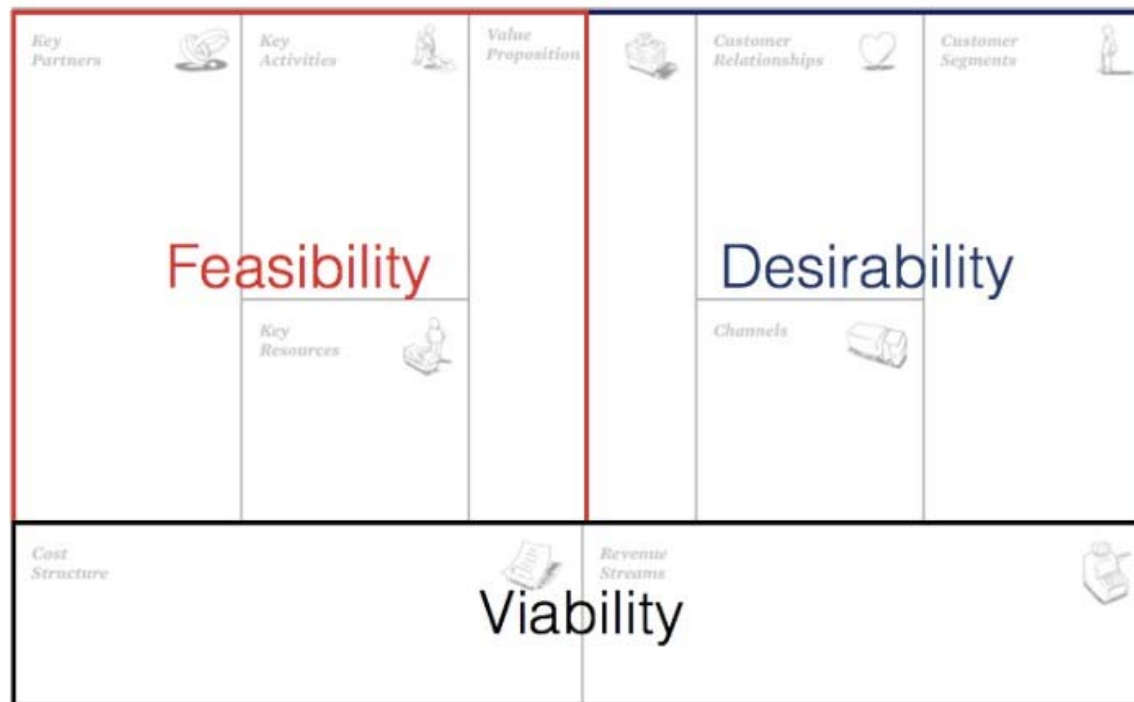 Key
Partners
Key
Activities
Value
Proposition
Customer
Relationships
Customer
Segments
Feasibility
Desirability
Key
Resources
Channels
Cost
Structure
Revenue
Streams
Viability